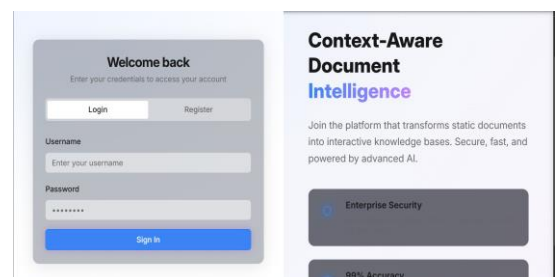 Welcome back
Enter your credentials to access your account
Login
Register
Username
Enter your username
Password
••••••••
Sign In
Context-Aware
Document
Intelligence
Join the platform that transforms static documents
into interactive knowledge bases. Secure, fast, and
powered by advanced AI.
Enterprise Security
99% Accuracy